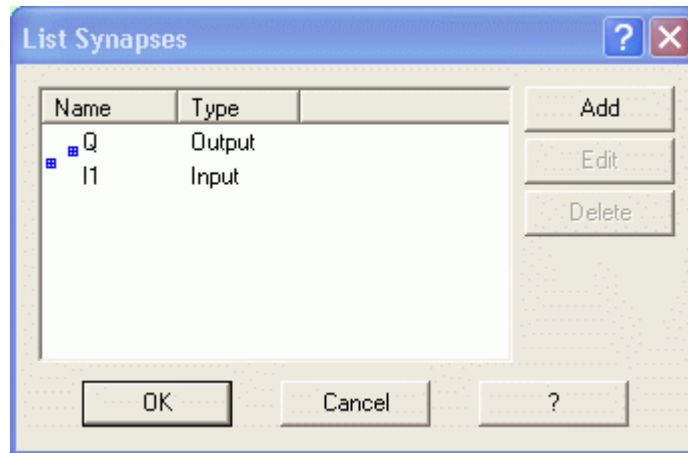 List Synapses
?
Name Type
Q Output
I1 Input
Add
Edit
Delete
OK
Cancel
?